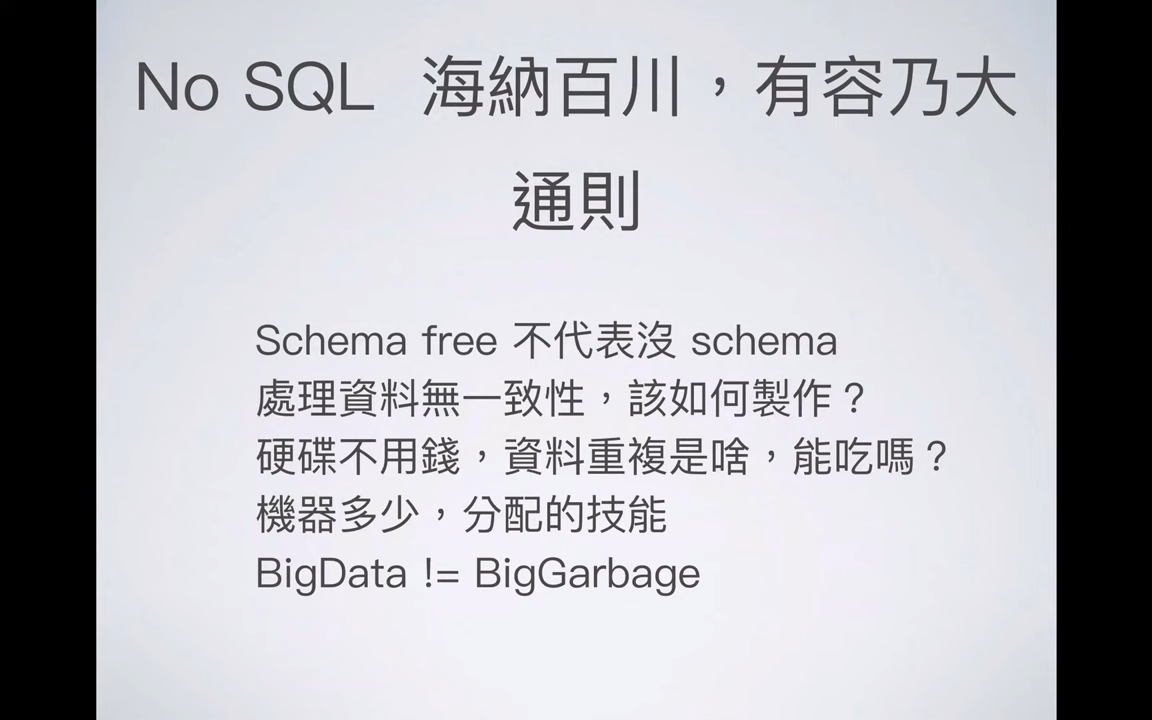 No SQL 海納百川，有容乃大
通則
Schema free 不代表沒 schema
處理資料無一致性，該如何製作？
硬碟不用錢，資料重複是啥，能吃嗎？
機器多少，分配的技能
BigData != BigGarbage